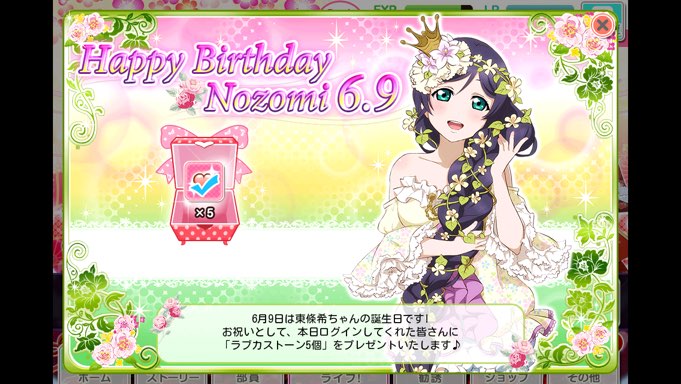 EXP
LP
Happy Birthday
Nozomi 6.9
×5
6月9日は東條希ちゃんの誕生日です!
お祝いとして、本日ログインしてくれた皆さんに
「ラブカストーン5個」をプレゼントいたします♪
ホーム ストーリー 部員 ライブ! 勧誘 ショップ その他